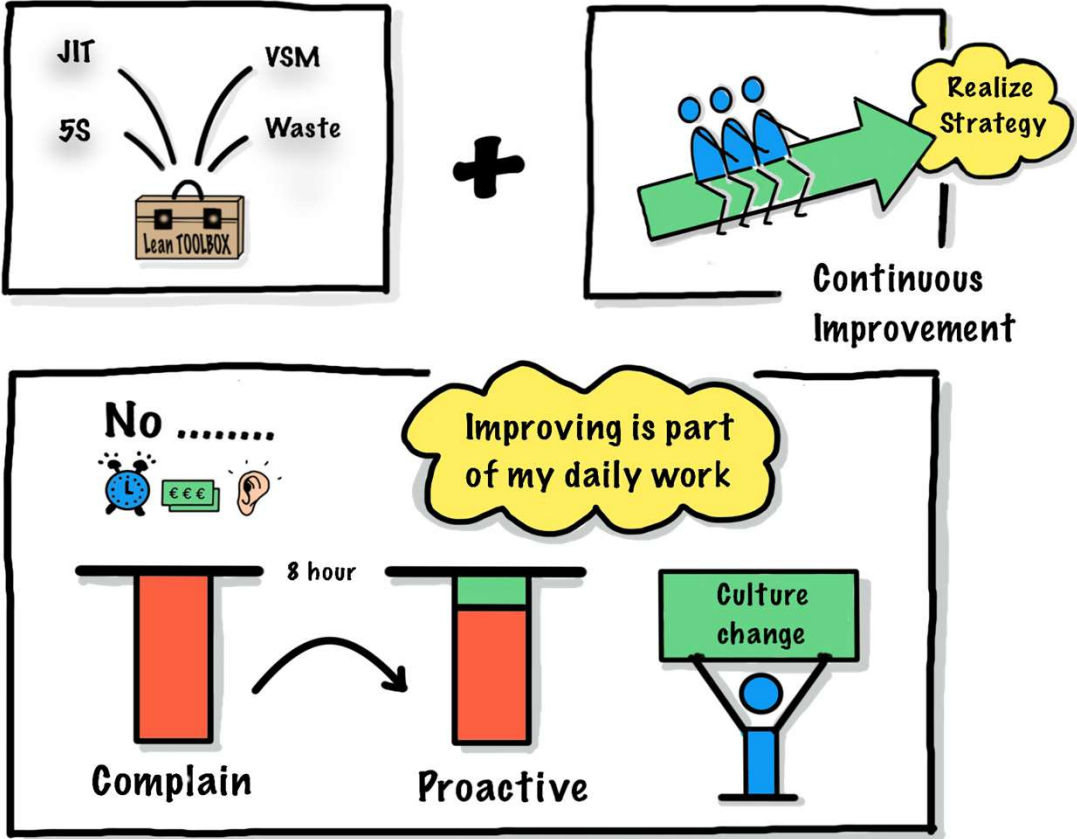 JIT
VSM
5S
Waste
Lean TOOLBOX
Realize
Strategy
Continuous
Improvement
No ........
€€€
Improving is part
of my daily work
8 hour
Culture
change
Complain
Proactive